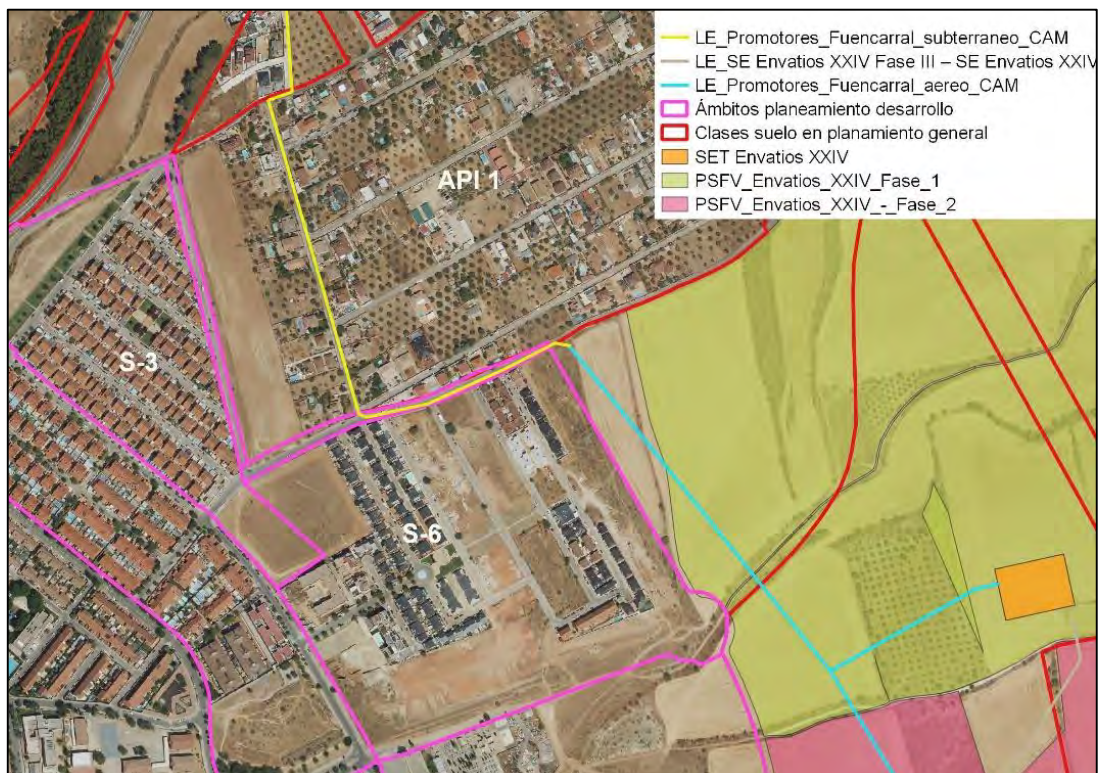 LE_Promotores_Fuencarral_subterraneo_CAM
LE_SE Envatios XXIV Fase III – SE Envatios XXIV
LE_Promotores_Fuencarral_aereo_CAM
Ámbitos planeamiento desarrollo
Clases suelo en planamiento general
SET Envatios XXIV
PSFV_Envatios_XXIV_Fase_1
PSFV_Envatios_XXIV_-_Fase_2
API 1
S-3
S-6